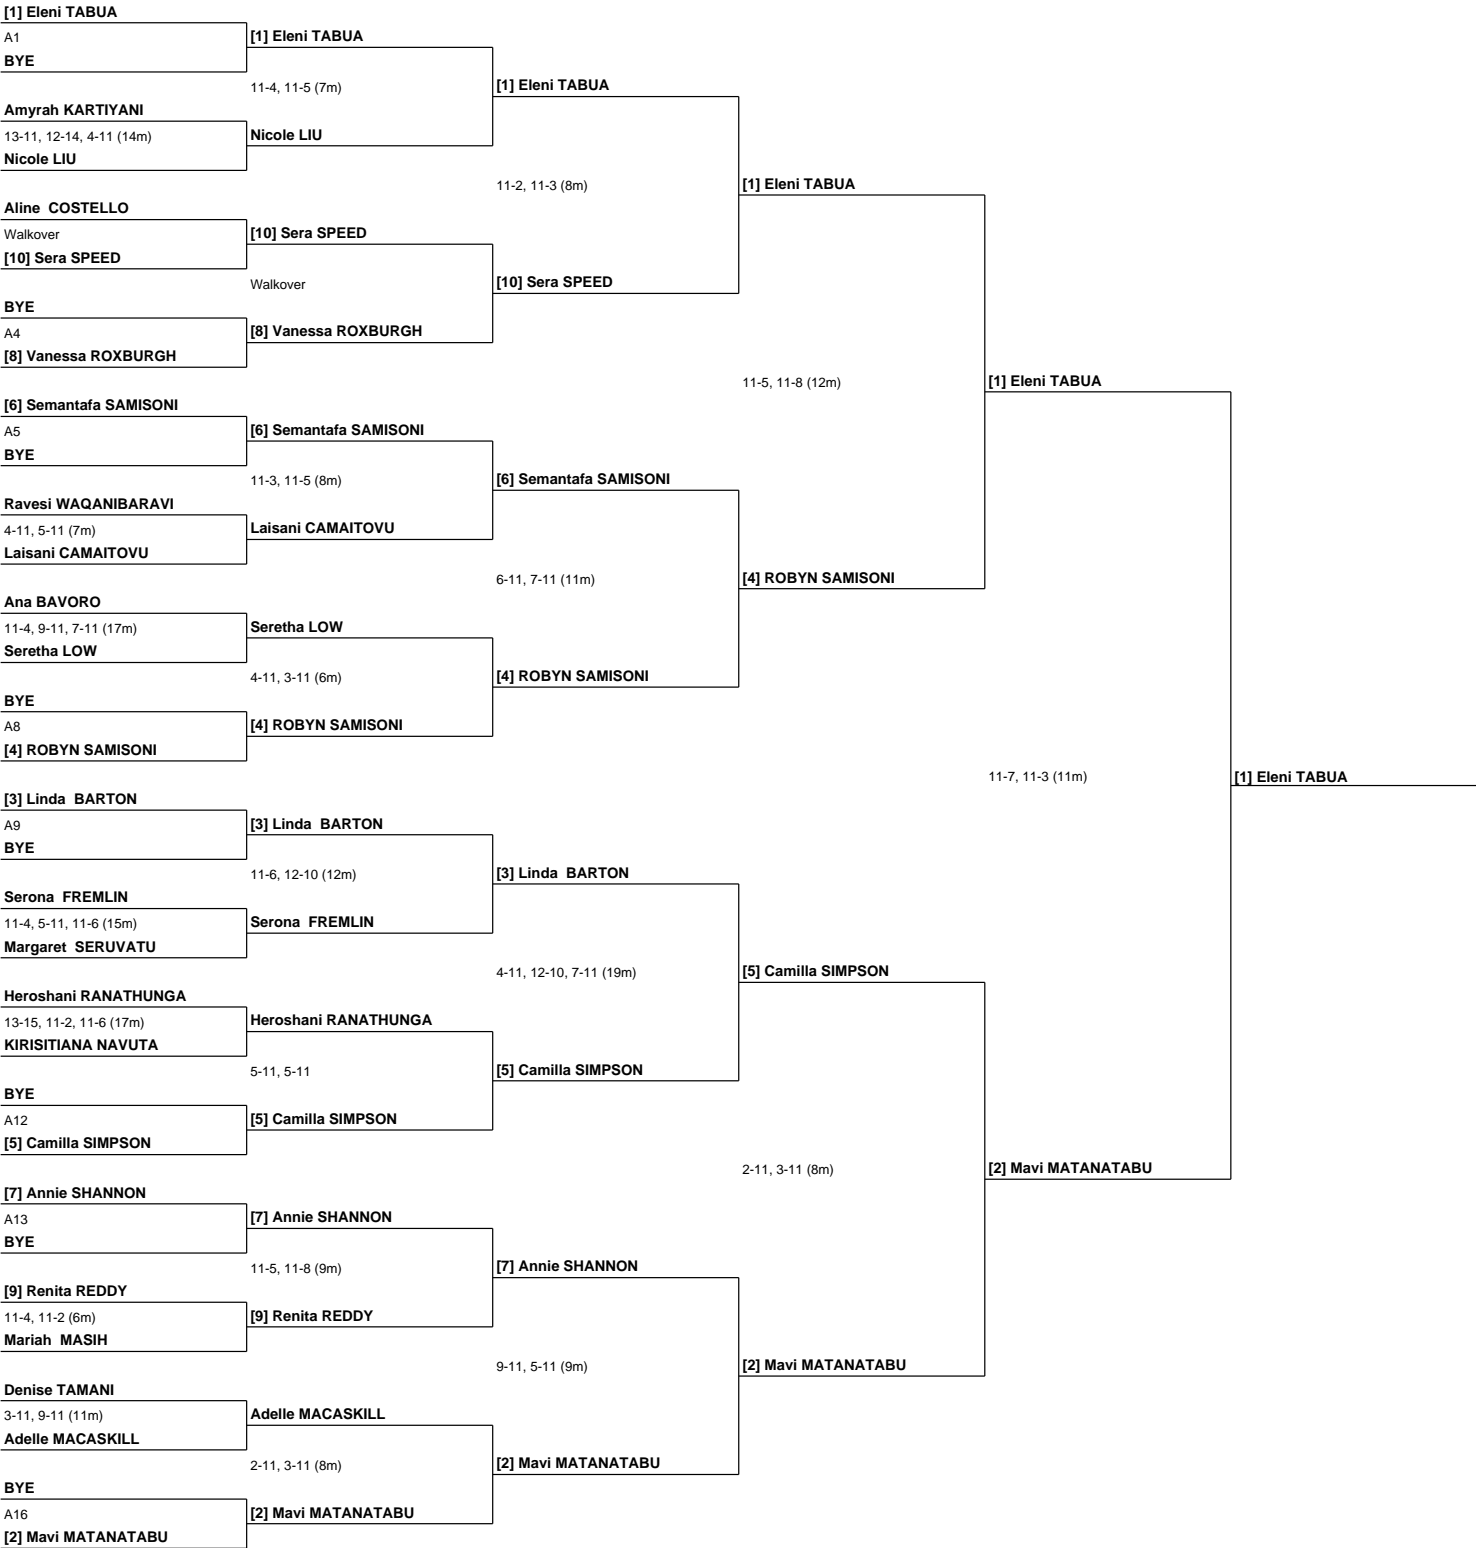 [1] Eleni TABUA
A1
BYE
Amyrah KARTIYANI
13-11, 12-14, 4-11 (14m)
Nicole LIU
Aline  COSTELLO
Walkover
[10] Sera SPEED
BYE
A4
[8] Vanessa ROXBURGH
[6] Semantafa SAMISONI
A5
BYE
Ravesi WAQANIBARAVI
4-11, 5-11 (7m)
Laisani CAMAITOVU
Ana BAVORO
11-4, 9-11, 7-11 (17m)
Seretha LOW
BYE
A8
[4] ROBYN SAMISONI
[3] Linda  BARTON
A9
BYE
Serona  FREMLIN
11-4, 5-11, 11-6 (15m)
Margaret  SERUVATU
Heroshani RANATHUNGA
13-15, 11-2, 11-6 (17m)
KIRISITIANA NAVUTA
BYE
A12
[5] Camilla SIMPSON
[7] Annie SHANNON
A13
BYE
[9] Renita REDDY
11-4, 11-2 (6m)
Mariah  MASIH
Denise TAMANI
3-11, 9-11 (11m)
Adelle MACASKILL
BYE
A16
[2] Mavi MATANATABU
[1] Eleni TABUA
11-4, 11-5 (7m)
Nicole LIU
[10] Sera SPEED
Walkover
[8] Vanessa ROXBURGH
[6] Semantafa SAMISONI
11-3, 11-5 (8m)
Laisani CAMAITOVU
Seretha LOW
4-11, 3-11 (6m)
[4] ROBYN SAMISONI
[3] Linda  BARTON
11-6, 12-10 (12m)
Serona  FREMLIN
Heroshani RANATHUNGA
5-11, 5-11
[5] Camilla SIMPSON
[7] Annie SHANNON
11-5, 11-8 (9m)
[9] Renita REDDY
Adelle MACASKILL
2-11, 3-11 (8m)
[2] Mavi MATANATABU
[1] Eleni TABUA
11-2, 11-3 (8m)
[10] Sera SPEED
[6] Semantafa SAMISONI
6-11, 7-11 (11m)
[4] ROBYN SAMISONI
[3] Linda  BARTON
4-11, 12-10, 7-11 (19m)
[5] Camilla SIMPSON
[7] Annie SHANNON
9-11, 5-11 (9m)
[2] Mavi MATANATABU
[1] Eleni TABUA
11-5, 11-8 (12m)
[4] ROBYN SAMISONI
[5] Camilla SIMPSON
2-11, 3-11 (8m)
[2] Mavi MATANATABU
[1] Eleni TABUA
11-7, 11-3 (11m)
[2] Mavi MATANATABU
[1] Eleni TABUA